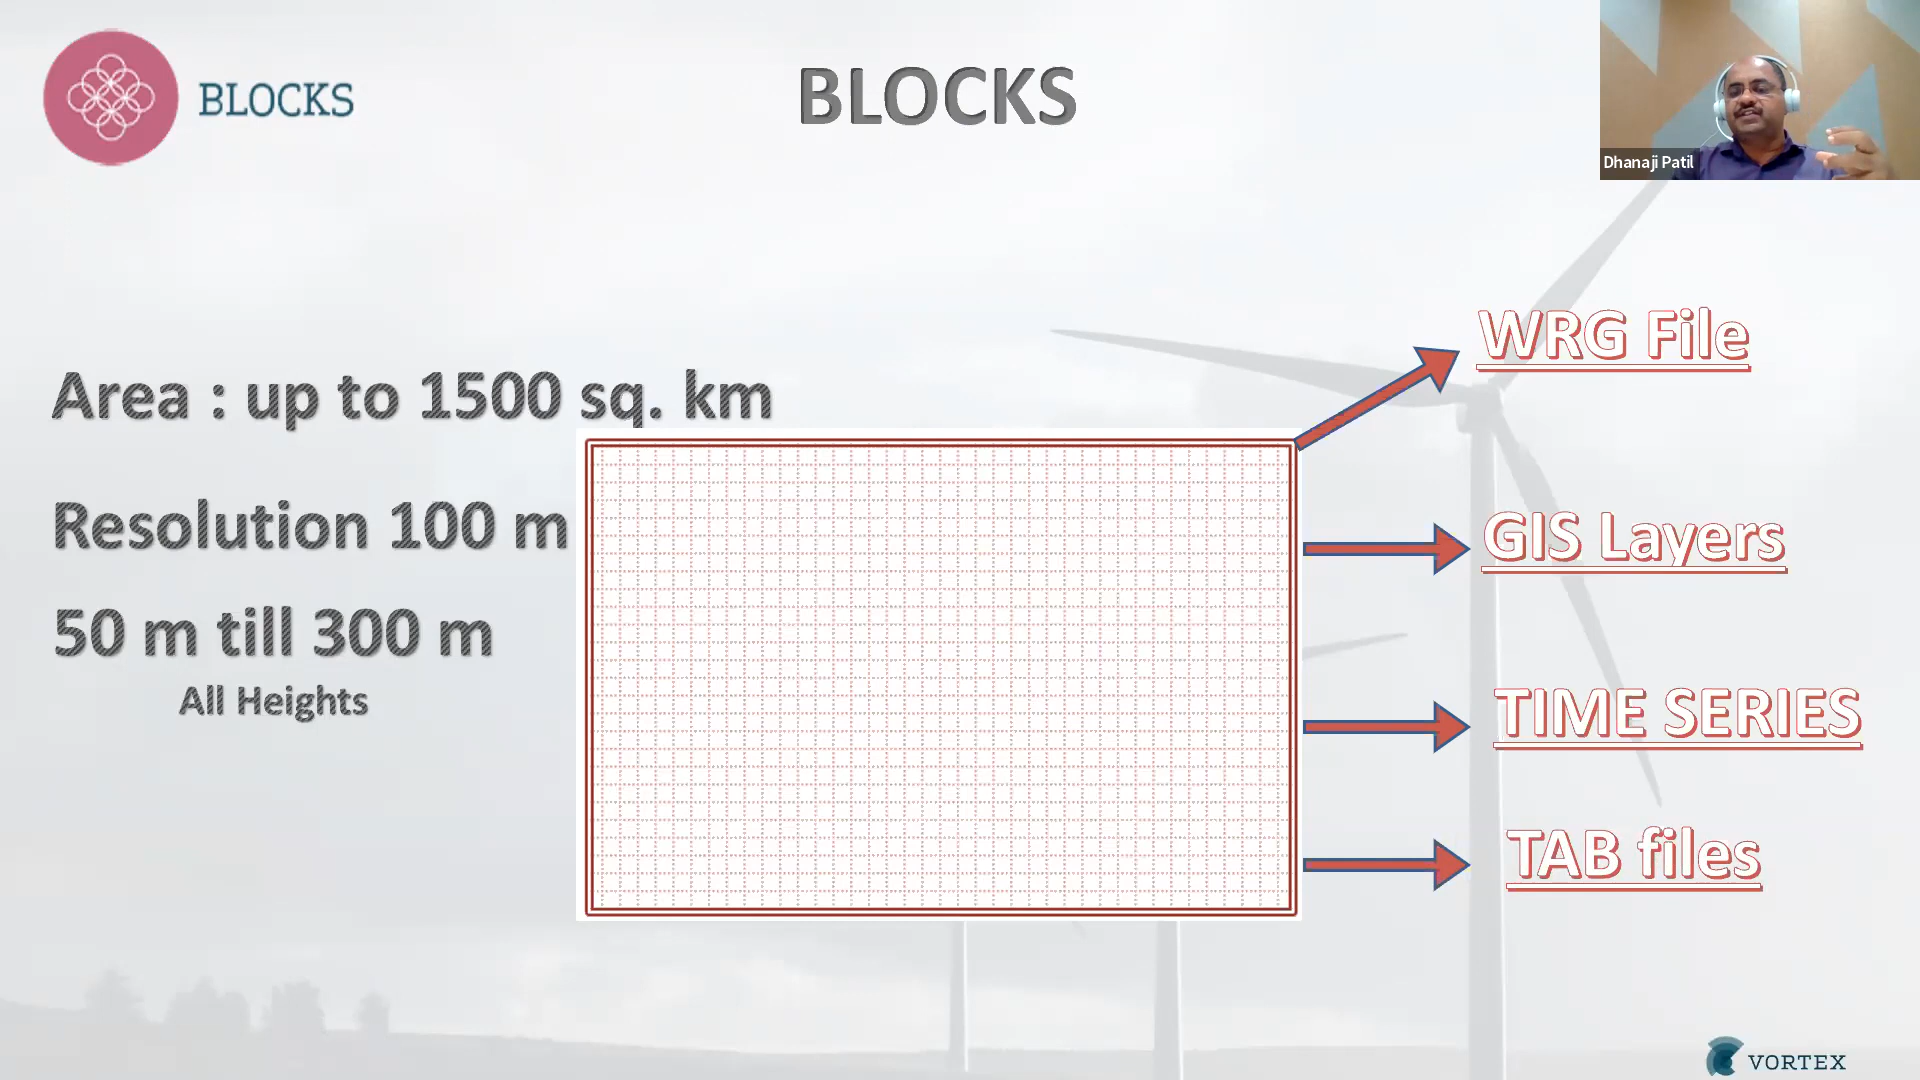 BLOCKS
BLOCKS
Dhanaji Patil
Area : up to 1500 sq. km
Resolution 100 m
50 m till 300 m
All Heights
WRG File
GIS Layers
TIME SERIES
TAB files
VORTEX